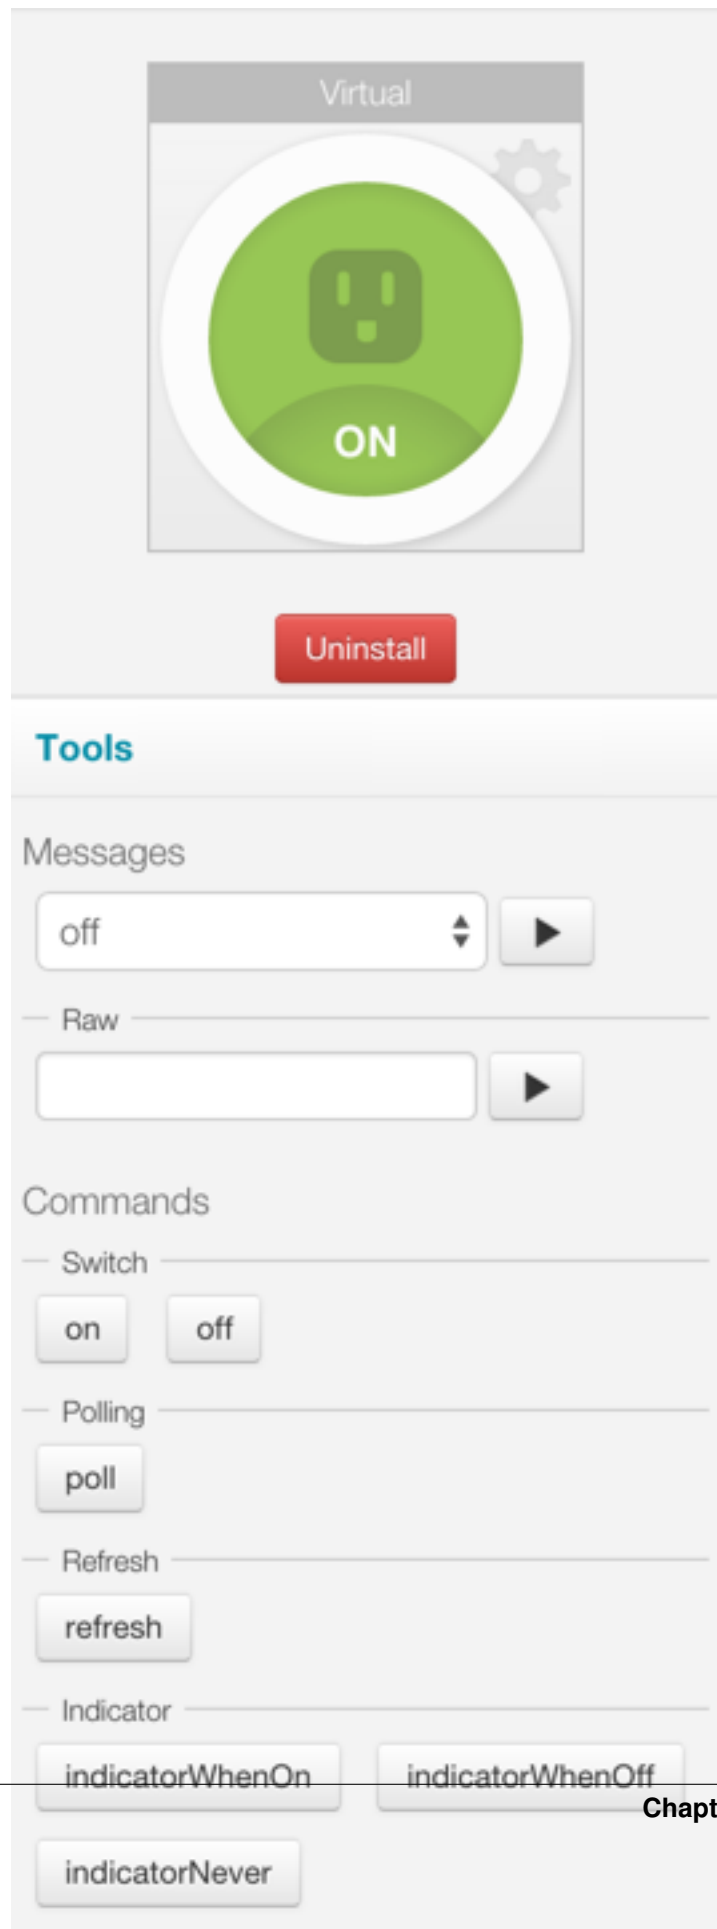 Virtual
ON
Uninstall
Tools
Messages
off
Raw
Commands
Switch
on off
Polling
poll
Refresh
refresh
Indicator
indicatorWhenOn indicatorWhenOff
Chapt
indicatorNever